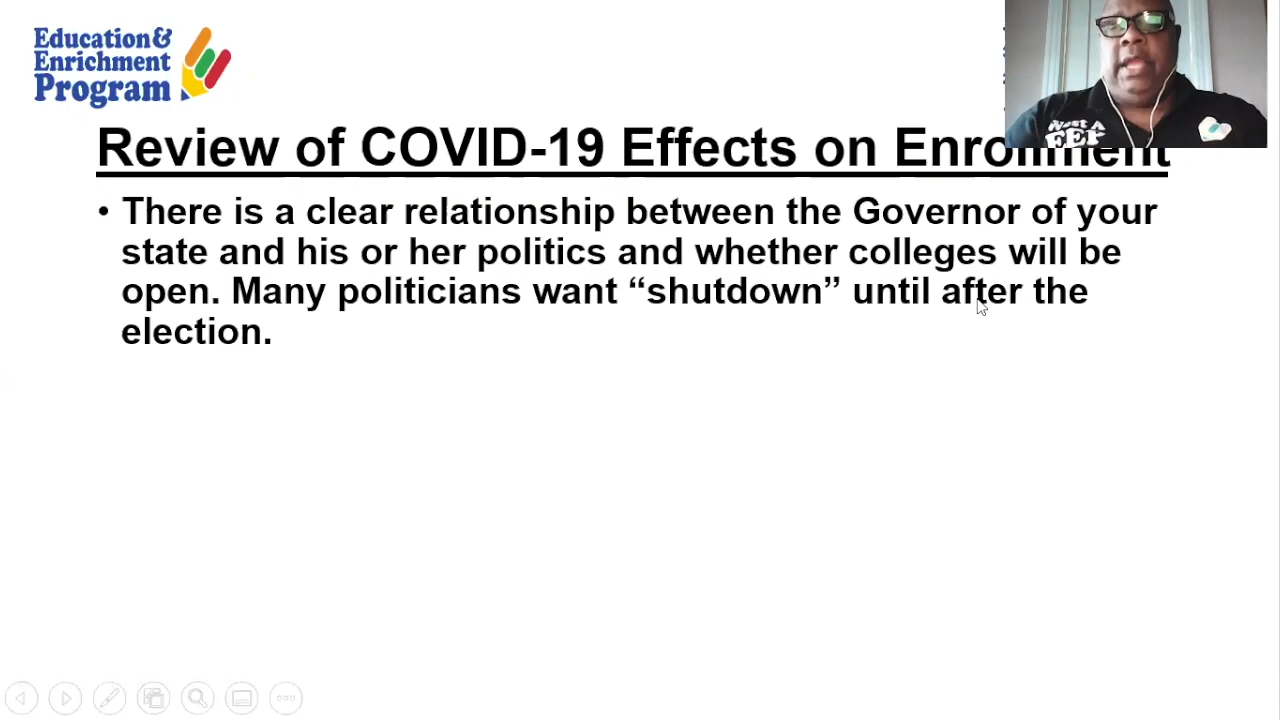 Education&
Enrichment
Program
Review of COVID-19 Effects on Enrollment
• There is a clear relationship between the Governor of your
state and his or her politics and whether colleges will be
open. Many politicians want “shutdown” until after the
election.
EEP